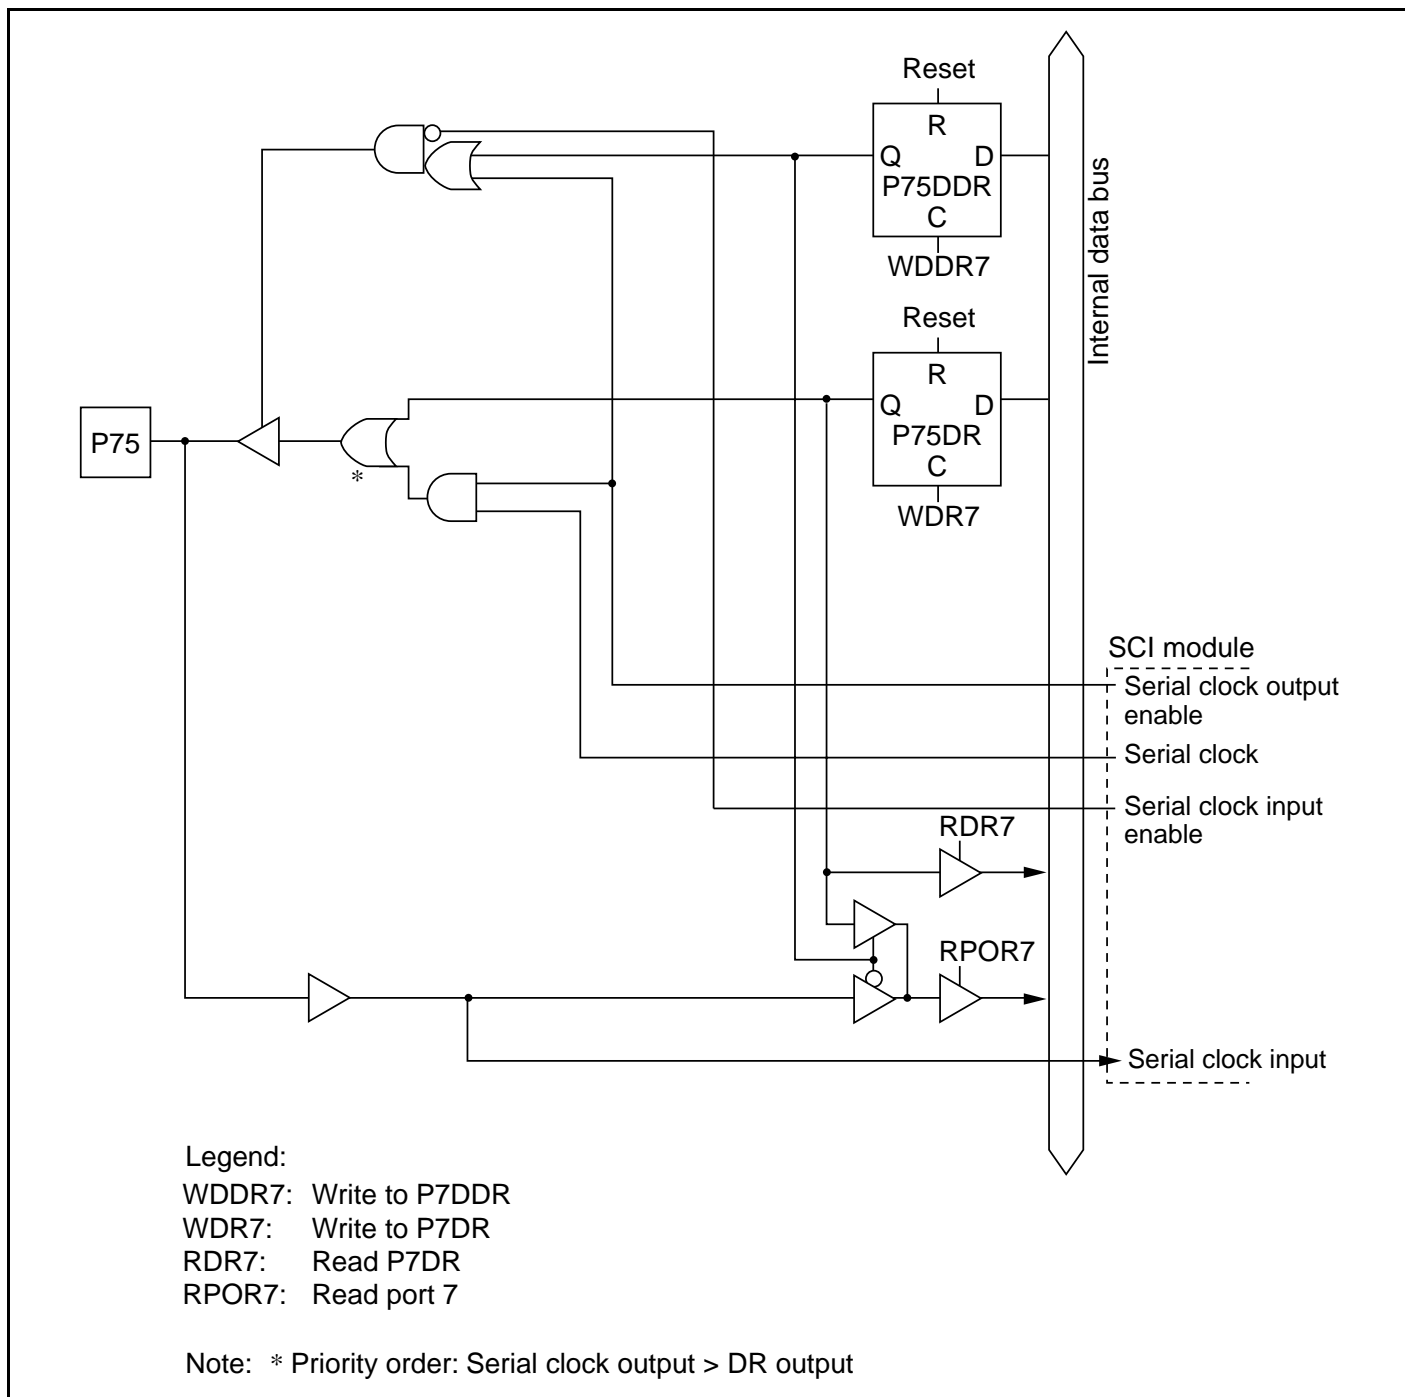 Reset
R
Q D
P75DDR
C
WDDR7
Internal data bus
Reset
R
Q D
P75DR
C
WDR7
P75
*
SCI module
Serial clock output
enable
Serial clock
Serial clock input
enable
RDR7
RPOR7
Serial clock input
Legend:
WDDR7: Write to P7DDR
WDR7: Write to P7DR
RDR7: Read P7DR
RPOR7: Read port 7
Note: * Priority order: Serial clock output > DR output